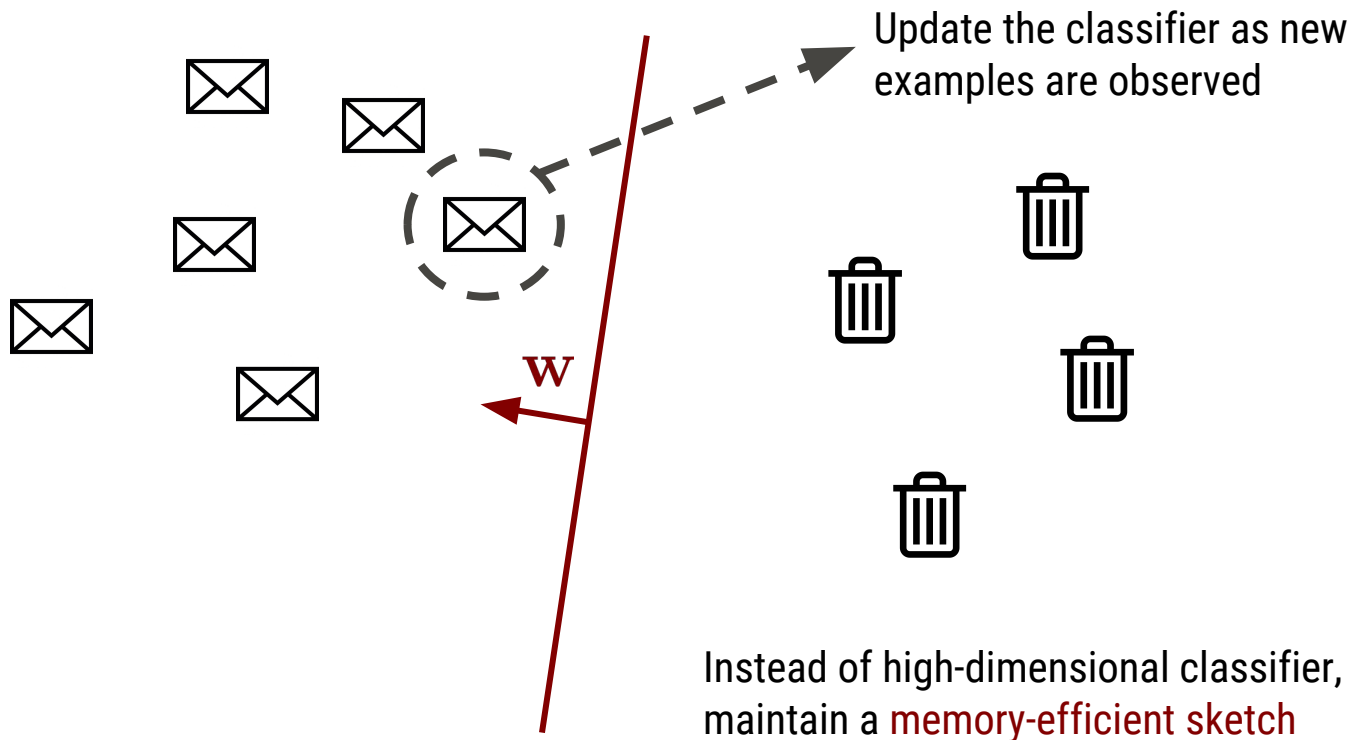 Update the classifier as new
examples are observed
w
Instead of high-dimensional classifier,
maintain a memory-efficient sketch